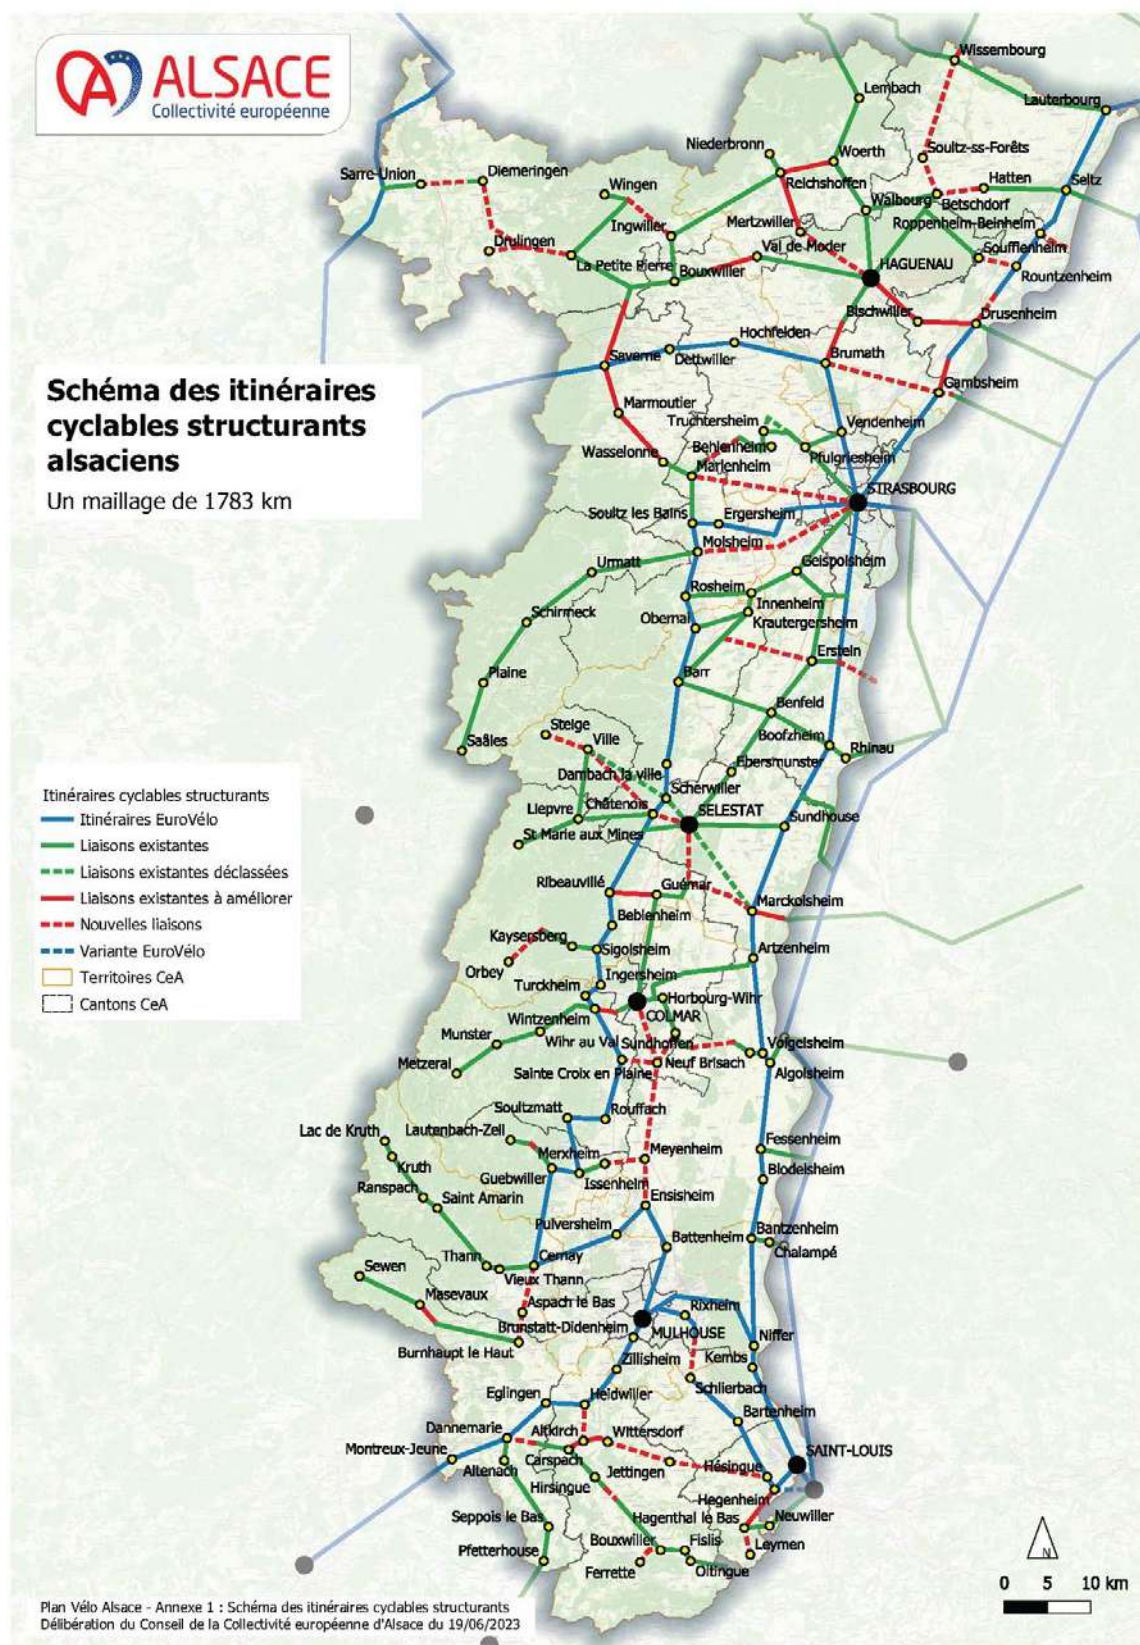 ALSACE
Collectivité européenne
Schéma des itinéraires
cyclables structurants
alsaciens
Un maillage de 1783 km
Wissembourg
Lembach
Lauterbourg
Niederbronn
Woerth
Soultz-ss-Forêts
Sarre-Union
Diemeringen
Wingen
Reichshoffen
Hatten
Seltz
Walbourg
Betschdorf
Ingwiller
Mertzwiller
Roppenheim-Beinheim
Drulingen
Val de Moder
Soufflenheim
La Petite Pierre
Bouxwiller
HAGUENAU
Rountzenheim
Bischwiller
Drusenheim
Hochfelden
Saverne
Dettwiller
Brumath
Gambsheim
Marmoutier
Truchtersheim
Vendenheim
Wasselonne
Behlenheim
Pfulgriesheim
Marlenheim
STRASBOURG
Soultz les Bains
Ergersheim
Molsheim
Urmatt
Geispolsheim
Rosheim
Innenheim
Schirmeck
Obernai
Krautergersheim
Erstein
Plaine
Barr
Benfeld
Steige
Ville
Boofzheim
Rhinau
Saâles
Dambach la ville
Ebersmunster
Scherwiller
Itinéraires cyclables structurants
Itinéraires EuroVélo
Liaisons existantes
Liaisons existantes déclassées
Liaisons existantes à améliorer
Nouvelles liaisons
Variante EuroVélo
Territoires CeA
Cantons CeA
Liepvre
Châtenois
SELESTAT
Sundhouse
St Marie aux Mines
Ribeauvillé
Guémar
Marckolsheim
Beblenheim
Kaysersberg
Sigolsheim
Artzenheim
Orbey
Ingersheim
Turckheim
Horbourg-Wihr
Wintzenheim
COLMAR
Munster
Wihr au Val
Sundhoffen
Volgelsheim
Metzeral
Sainte Croix en Plaine
Neuf Brisach
Algolsheim
Soultzmatt
Rouffach
Lac de Kruth
Lautenbach-Zell
Fessenheim
Kruth
Merxheim
Meyenheim
Guebwiller
Issenheim
Blodelsheim
Ranspach
Saint Amarin
Ensisheim
Pulversheim
Battenheim
Bantzenheim
Chalampé
Thann
Cernay
Sewen
Vieux Thann
Masevaux
Aspach le Bas
Rixheim
Brunstatt-Didenheim
MULHOUSE
Niffer
Burnhaupt le Haut
Zillisheim
Kembs
Schlierbach
Eglingen
Heidwiller
Bartenheim
Dannemarie
Altkirch
Wittersdorf
Montreux-Jeune
Carspach
SAINT-LOUIS
Altenach
Jettingen
Hésingue
Hirsingue
Hegenheim
Seppois le Bas
Hagenthal le Bas
Neuwiller
Bouxwiller
Fislis
Leymen
Pfetterhouse
Ferrette
Oltingue
N
0 5 10 km
Plan Vélo Alsace - Annexe 1 : Schéma des itinéraires cyclables structurants
Délibération du Conseil de la Collectivité européenne d'Alsace du 19/06/2023